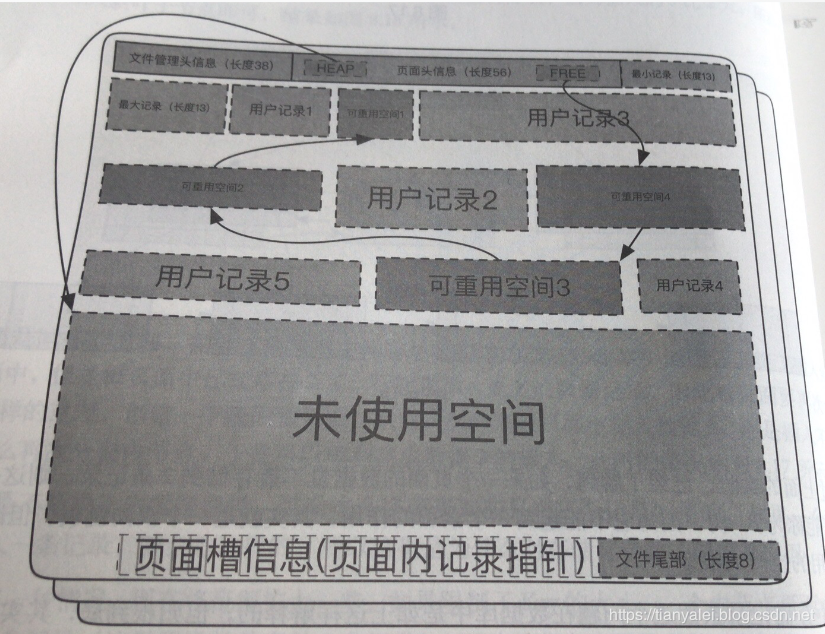 文件管理头信息（长度38） HEAP 页面头信息（长度56） FREE 最小记录（长度13）
最大记录（长度13） 用户记录1 可重用空间1 用户记录3
可重用空间2 用户记录2 可重用空间4
用户记录5 可重用空间3 用户记录4
未使用空间
页面槽信息(页面内记录指针) 文件尾部（长度8）
https://tianyalei.blog.csdn.net